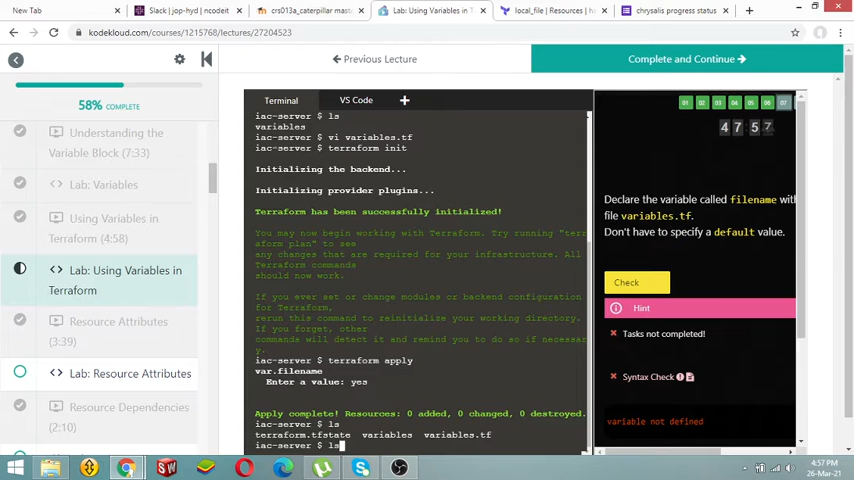 New Tab
Slack | jop-hyd | ncodeit
crs013a_caterpillar mast
Lab: Using Variables in T
local_file | Resources | ha
chrysalis progress status
kodekloud.com/courses/1215768/lectures/27204523
Previous Lecture
Complete and Continue
58% COMPLETE
Understanding the
Variable Block (7:33)
Lab: Variables
Using Variables in
Terraform (4:58)
Lab: Using Variables in
Terraform
Resource Attributes
(3:39)
Lab: Resource Attributes
Resource Dependencies
(2:10)
Terminal
VS Code
iac-server $ ls
variables
iac-server $ vi variables.tf
iac-server $ terraform init
Initializing the backend...
Initializing provider plugins...
Terraform has been successfully initialized!
You may now begin working with Terraform. Try running "terr
aform plan" to see
any changes that are required for your infrastructure. All
Terraform commands
should now work.
If you ever set or change modules or backend configuration
for Terraform,
rerun this command to reinitialize your working directory.
If you forget, other
commands will detect it and remind you to do so if necessar
y.
iac-server $ terraform apply
var.filename
Enter a value: yes
Apply complete! Resources: 0 added, 0 changed, 0 destroyed.
iac-server $ ls
terraform.tfstate variables variables.tf
iac-server $ ls
01 02 03 04 05 06 07
47 57
Declare the variable called filename wit
file variables.tf.
Don't have to specify a default value.
Check
Hint
Tasks not completed!
Syntax Check
variable not defined
4:57 PM
26-Mar-21